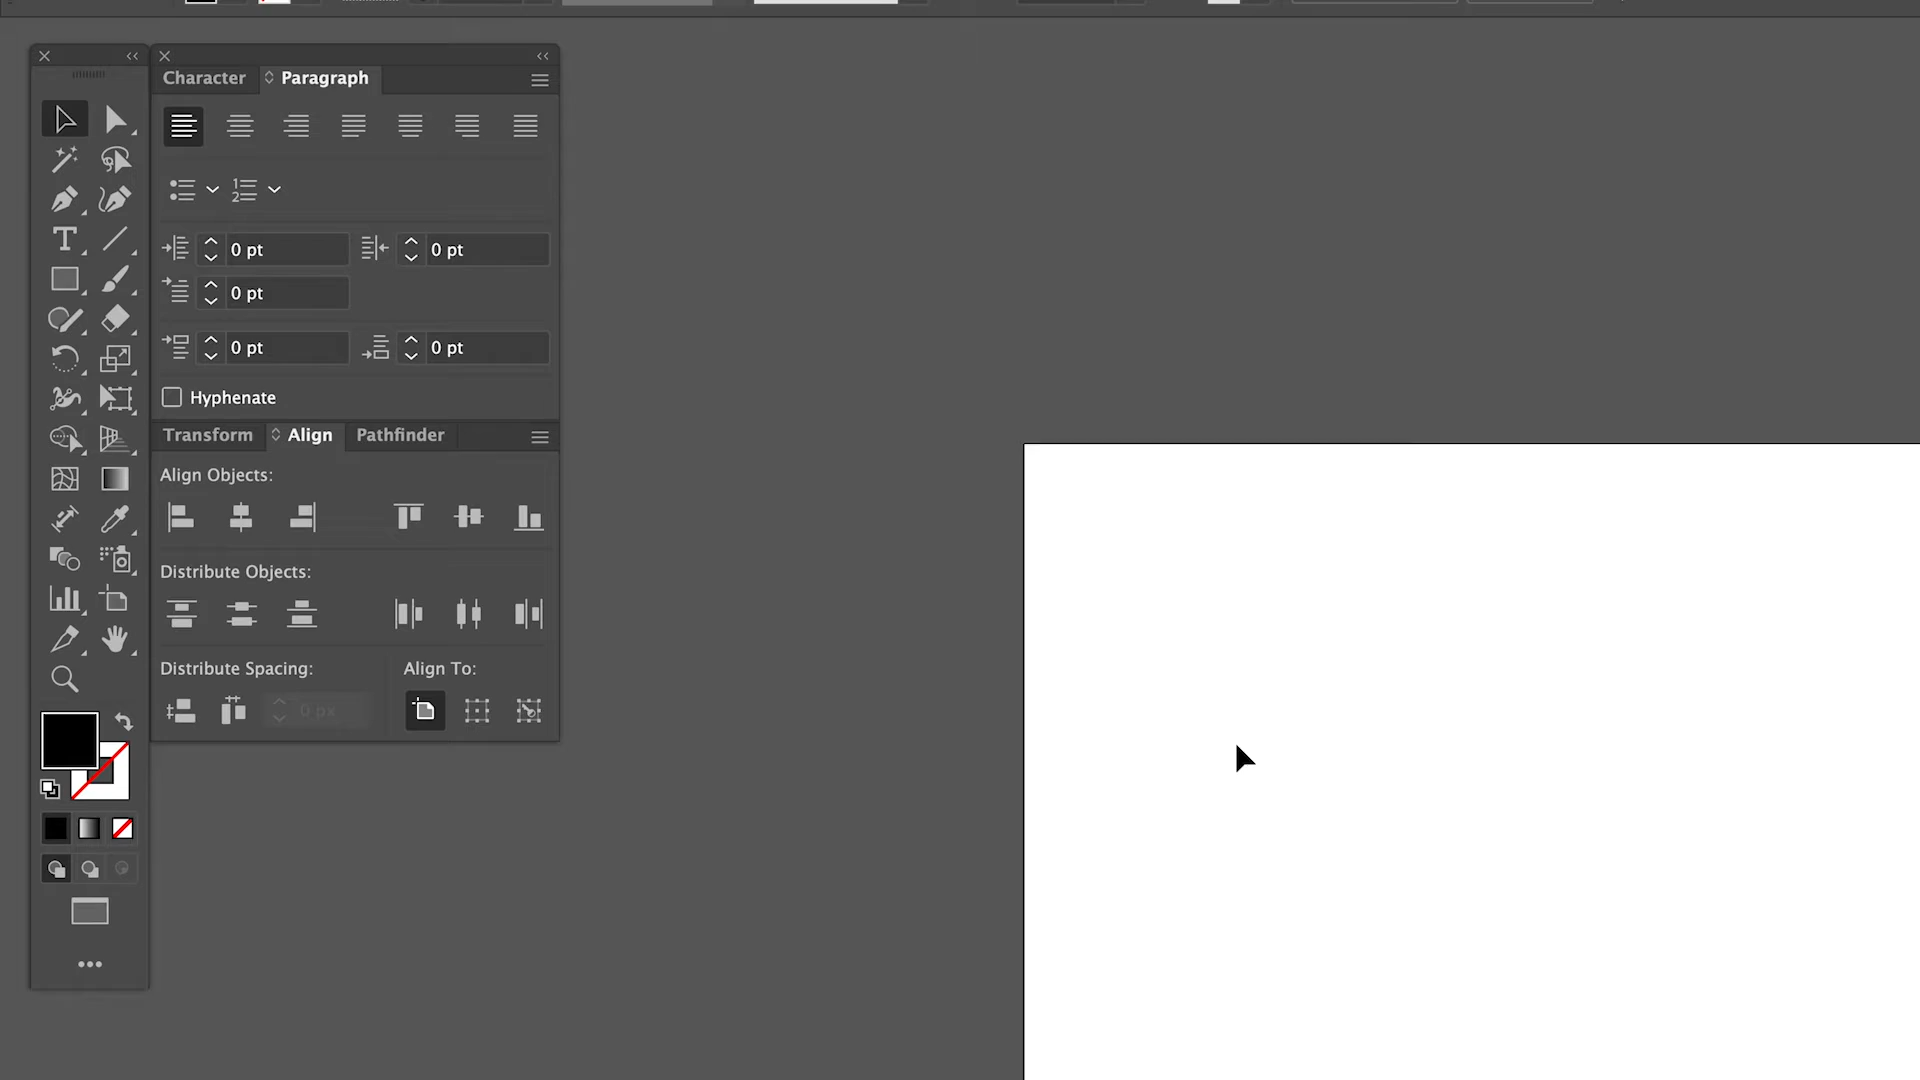 Character Paragraph
0 pt 0 pt
0 pt
0 pt 0 pt
Hyphenate
Transform Align Pathfinder
Align Objects:
Distribute Objects:
Distribute Spacing: Align To:
0 px